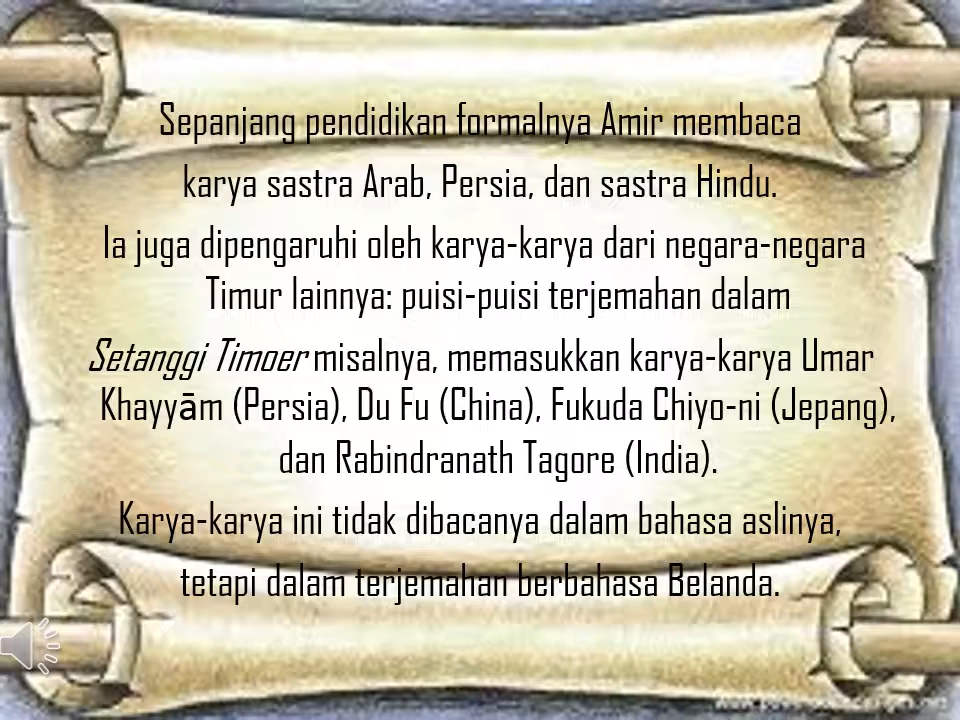 Sepanjang pendidikan formalnya Amir membaca
karya sastra Arab, Persia, dan sastra Hindu.
Ia juga dipengaruhi oleh karya-karya dari negara-negara
Timur lainnya: puisi-puisi terjemahan dalam
Setanggi Timoer misalnya, memasukkan karya-karya Umar
Khayyām (Persia), Du Fu (China), Fukuda Chiyo-ni (Jepang),
dan Rabindranath Tagore (India).
Karya-karya ini tidak dibacanya dalam bahasa aslinya,
tetapi dalam terjemahan berbahasa Belanda.